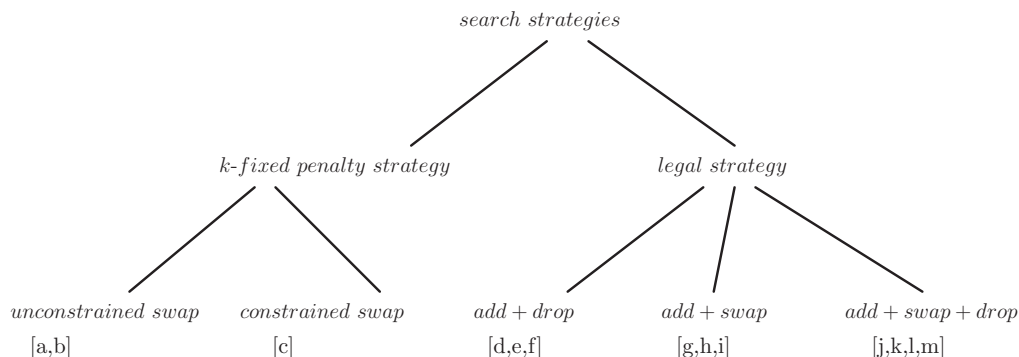 search strategies
k-fixed penalty strategy legal strategy
unconstrained swap constrained swap add + drop add + swap add + swap + drop
[a,b] [c] [d,e,f] [g,h,i] [j,k,l,m]